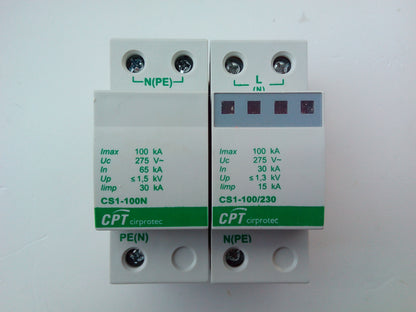 N(PE)
Imax 100 kA
Uc 275 V~
In 65 kA
Up ≤1,5 kV
Iimp 30 kA
CS1-100N
CPT cirprotec
PE(N)
L
(N)
Imax 100 kA
Uc 275 V~
In 30 kA
Up ≤1,3 kV
Iimp 15 kA
CS1-100/230
CPT cirprotec
N(PE)